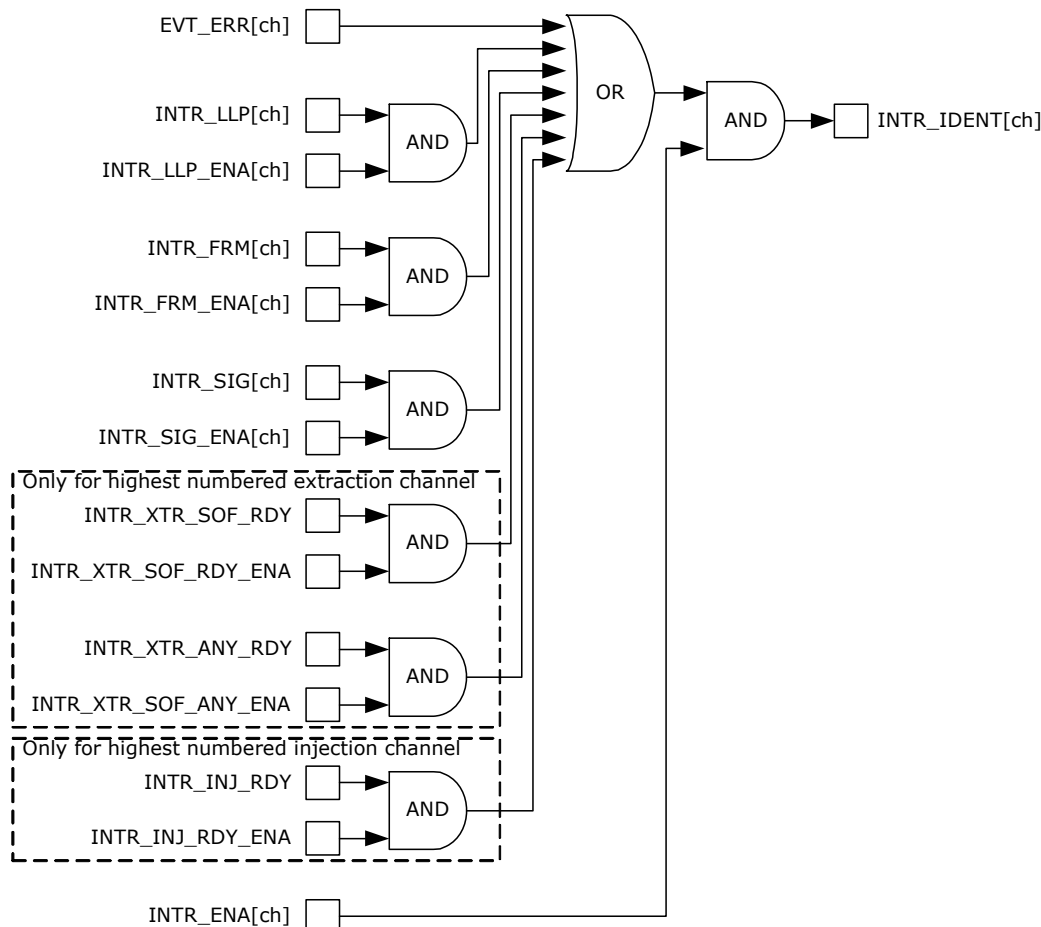 EVT_ERR[ch]
OR
INTR_LLP[ch]
AND
INTR_LLP_ENA[ch]
AND
INTR_IDENT[ch]
INTR_FRM[ch]
AND
INTR_FRM_ENA[ch]
INTR_SIG[ch]
AND
INTR_SIG_ENA[ch]
Only for highest numbered extraction channel
INTR_XTR_SOF_RDY
AND
INTR_XTR_SOF_RDY_ENA
INTR_XTR_ANY_RDY
AND
INTR_XTR_SOF_ANY_ENA
Only for highest numbered injection channel
INTR_INJ_RDY
AND
INTR_INJ_RDY_ENA
INTR_ENA[ch]